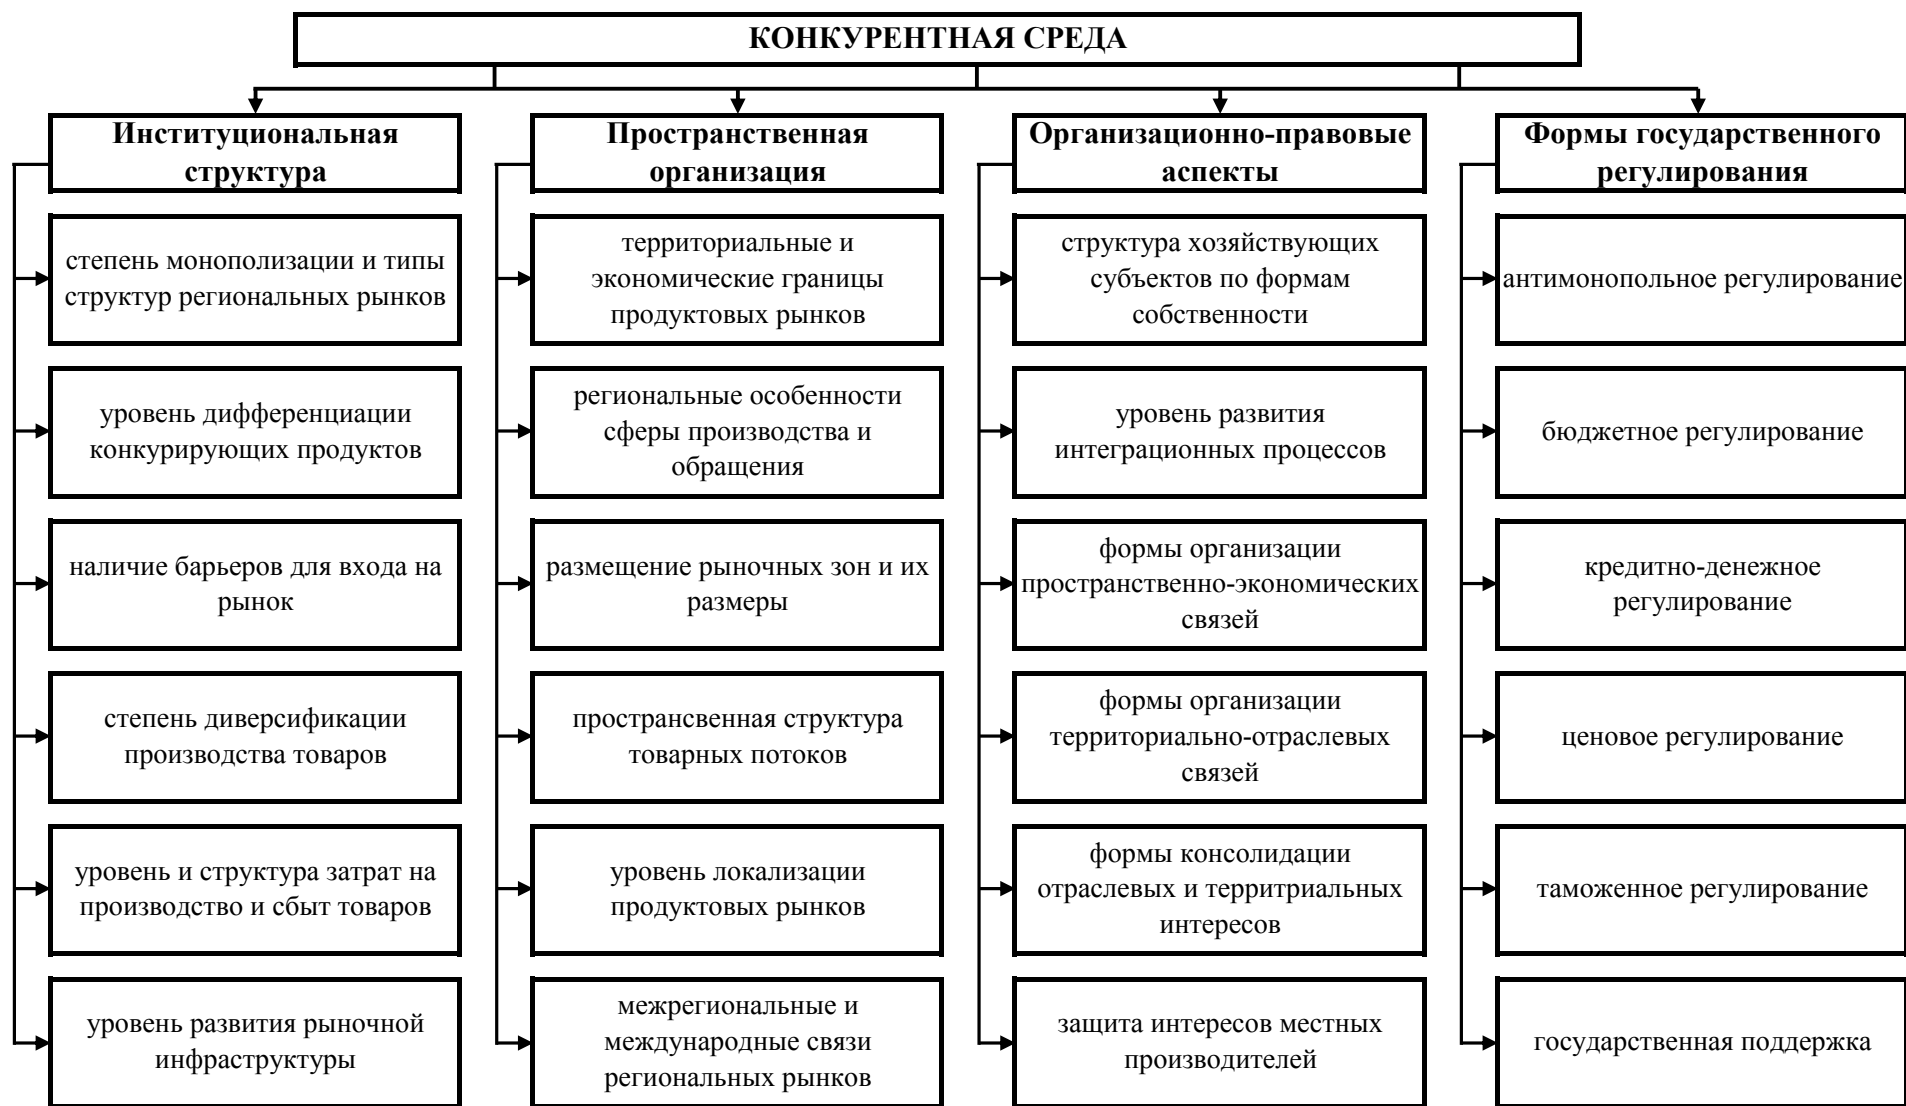 КОНКУРЕНТНАЯ СРЕДА
Институциональная
структура
степень монополизации и типы
структур региональных рынков
уровень дифференциации
конкурирующих продуктов
наличие барьеров для входа на
рынок
степень диверсификации
производства товаров
уровень и структура затрат на
производство и сбыт товаров
уровень развития рыночной
инфраструктуры
Пространственная
организация
территориальные и
экономические границы
продуктовых рынков
региональные особенности
сферы производства и
обращения
размещение рыночных зон и их
размеры
пространсвенная структура
товарных потоков
уровень локализации
продуктовых рынков
межрегиональные и
международные связи
региональных рынков
Организационно-правовые
аспекты
структура хозяйствующих
субъектов по формам
собственности
уровень развития
интеграционных процессов
формы организации
пространственно-экономических
связей
формы организации
территориально-отраслевых
связей
формы консолидации
отраслевых и территриальных
интересов
защита интересов местных
производителей
Формы государственного
регулирования
антимонопольное регулирование
бюджетное регулирование
кредитно-денежное
регулирование
ценовое регулирование
таможенное регулирование
государственная поддержка